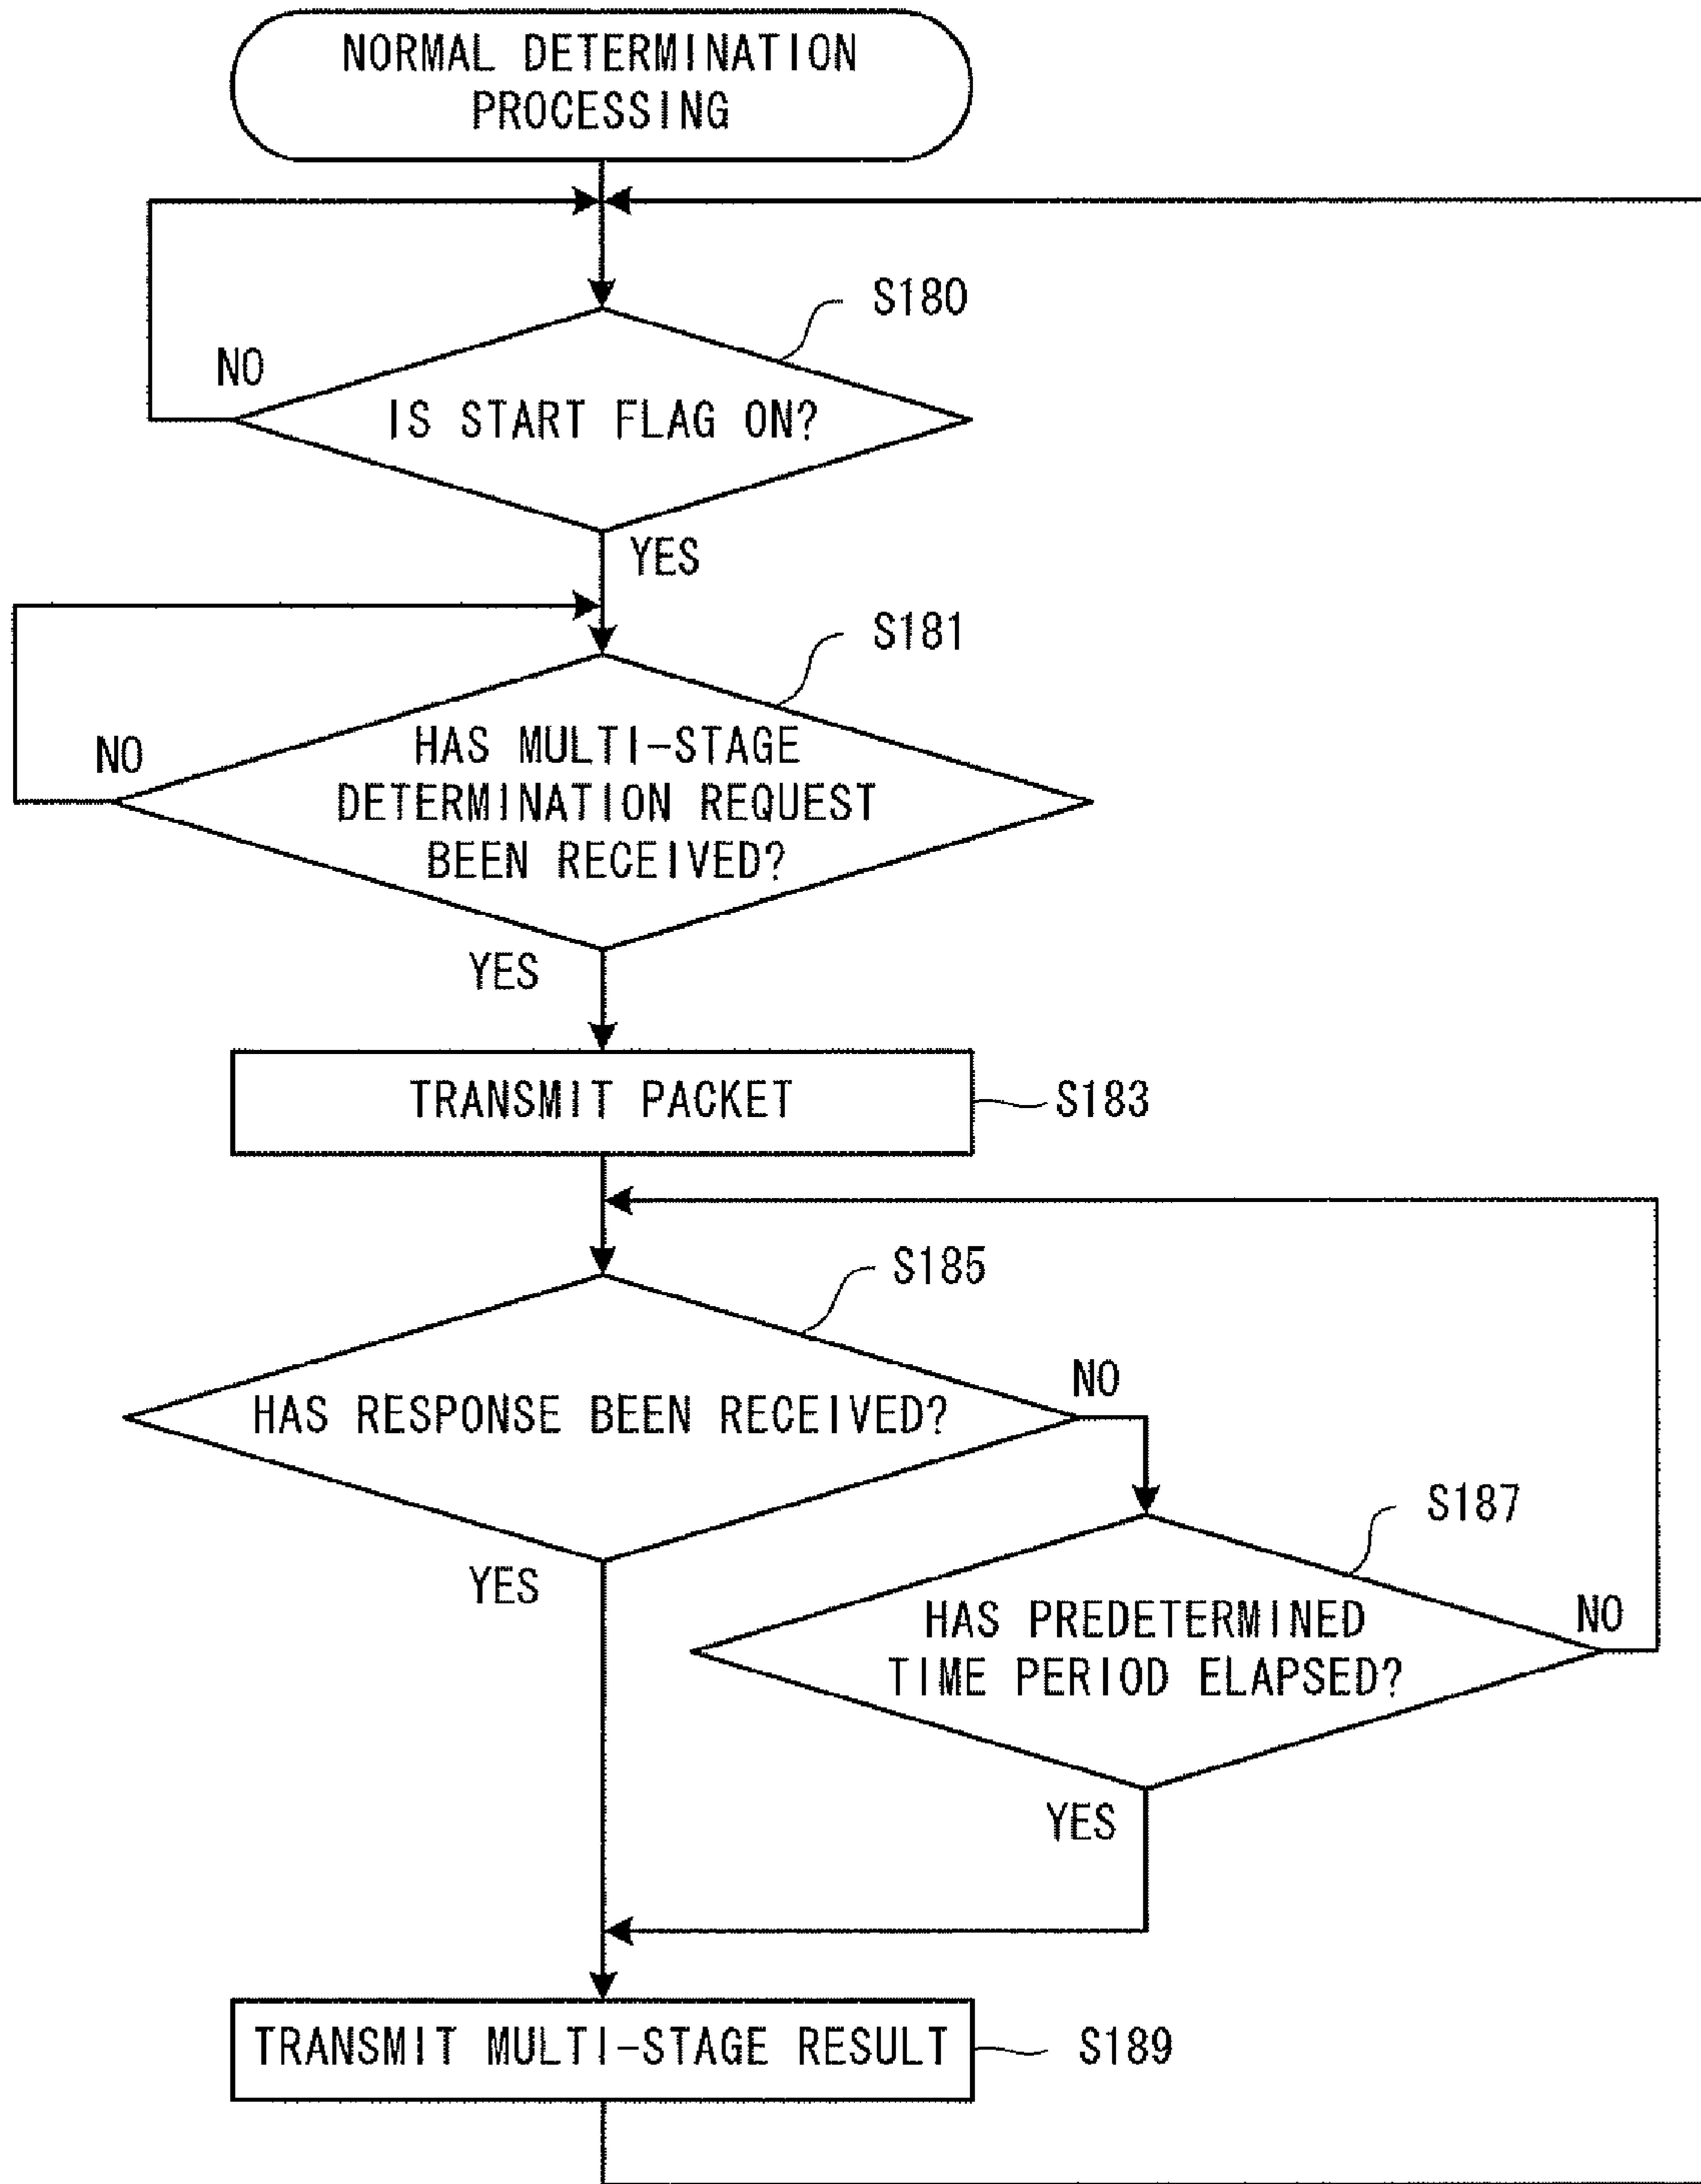 NORMAL DETERMINATION
PROCESSING
S180
NO
IS START FLAG ON?
YES
S181
NO
HAS MULTI-STAGE
DETERMINATION REQUEST
BEEN RECEIVED?
YES
TRANSMIT PACKET
S183
S185
NO
HAS RESPONSE BEEN RECEIVED?
S187
YES
HAS PREDETERMINED
NO
TIME PERIOD ELAPSED?
YES
TRANSMIT MULTI-STAGE RESULT
S189